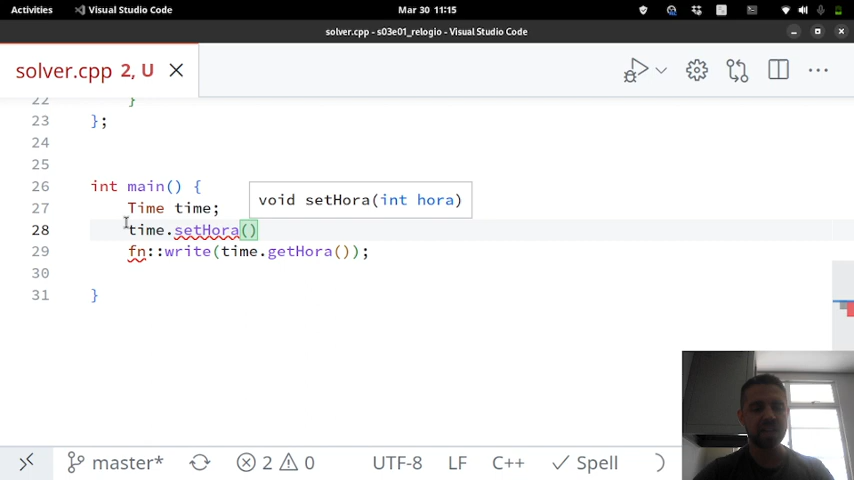 Activities Visual Studio Code Mar 30 11:15
solver.cpp - s03e01_relogio - Visual Studio Code
solver.cpp 2, U
22 }
23 };
24
25
26 int main() {
27 Time time;
void setHora(int hora)
28 time.setHora()
29 fn::write(time.getHora());
30
31 }
master* 2 0 UTF-8 LF C++ Spell